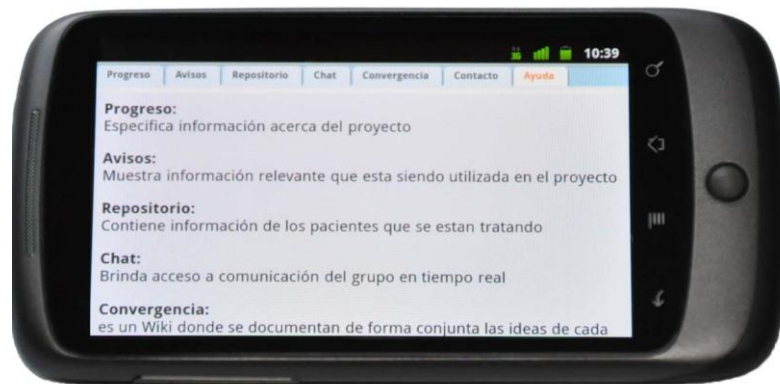 10:39
Progreso Avisos Repositorio Chat Convergencia Contacto Ayuda
Progreso:
Especifica información acerca del proyecto
Avisos:
Muestra información relevante que esta siendo utilizada en el proyecto
Repositorio:
Contiene información de los pacientes que se estan tratando
Chat:
Brinda acceso a comunicación del grupo en tiempo real
Convergencia:
es un Wiki donde se documentan de forma conjunta las ideas de cada